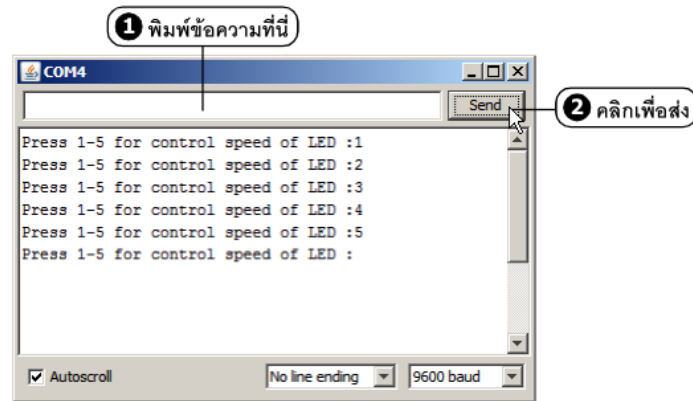 ❶ พิมพ์ข้อความที่นี่
COM4
Send
❷ คลิกเพื่อส่ง
Press 1-5 for control speed of LED :1
Press 1-5 for control speed of LED :2
Press 1-5 for control speed of LED :3
Press 1-5 for control speed of LED :4
Press 1-5 for control speed of LED :5
Press 1-5 for control speed of LED :
Autoscroll
No line ending
9600 baud